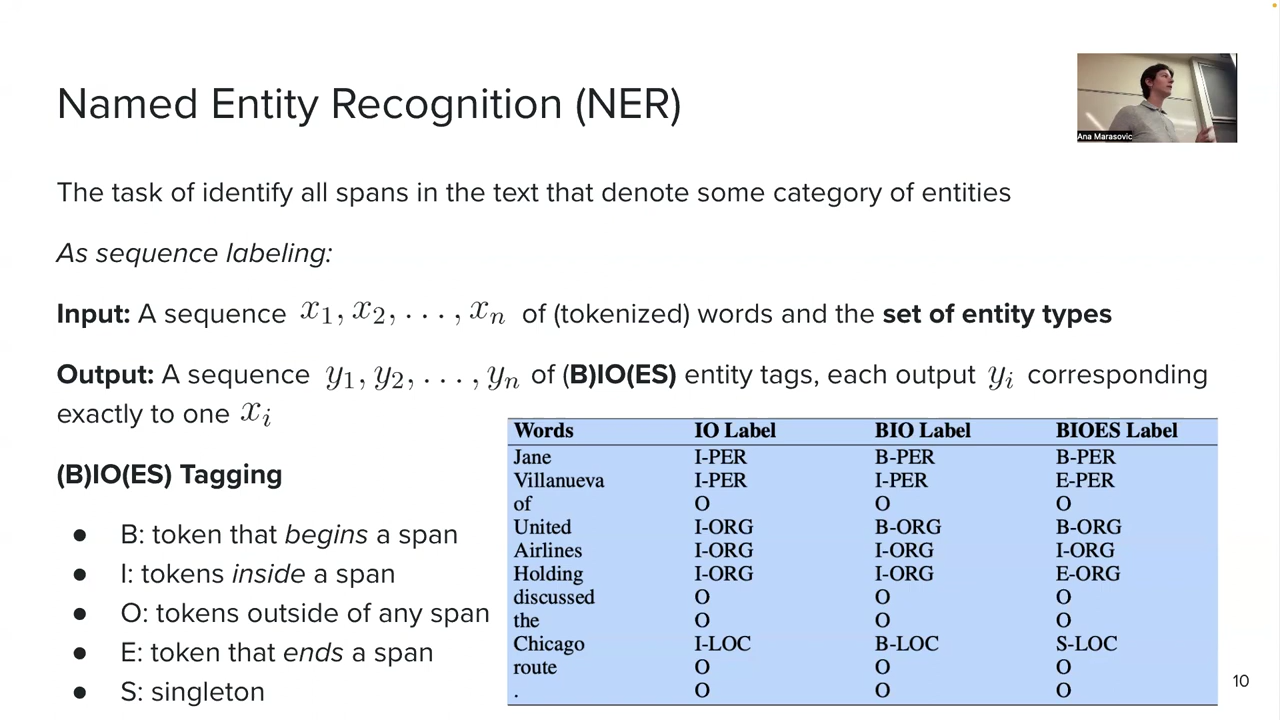 Named Entity Recognition (NER)
Ana Marasovic
The task of identify all spans in the text that denote some category of entities
As sequence labeling:
Input: A sequence x₁, x₂, . . . , xₙ of (tokenized) words and the set of entity types
Output: A sequence y₁, y₂, . . . , yₙ of (B)IO(ES) entity tags, each output yᵢ corresponding
exactly to one xᵢ
(B)IO(ES) Tagging
● B: token that begins a span
● I: tokens inside a span
● O: tokens outside of any span
● E: token that ends a span
● S: singleton
Words IO Label BIO Label BIOES Label
Jane I-PER B-PER B-PER
Villanueva I-PER I-PER E-PER
of O O O
United I-ORG B-ORG B-ORG
Airlines I-ORG I-ORG I-ORG
Holding I-ORG I-ORG E-ORG
discussed O O O
the O O O
Chicago I-LOC B-LOC S-LOC
route O O O
. O O O
10